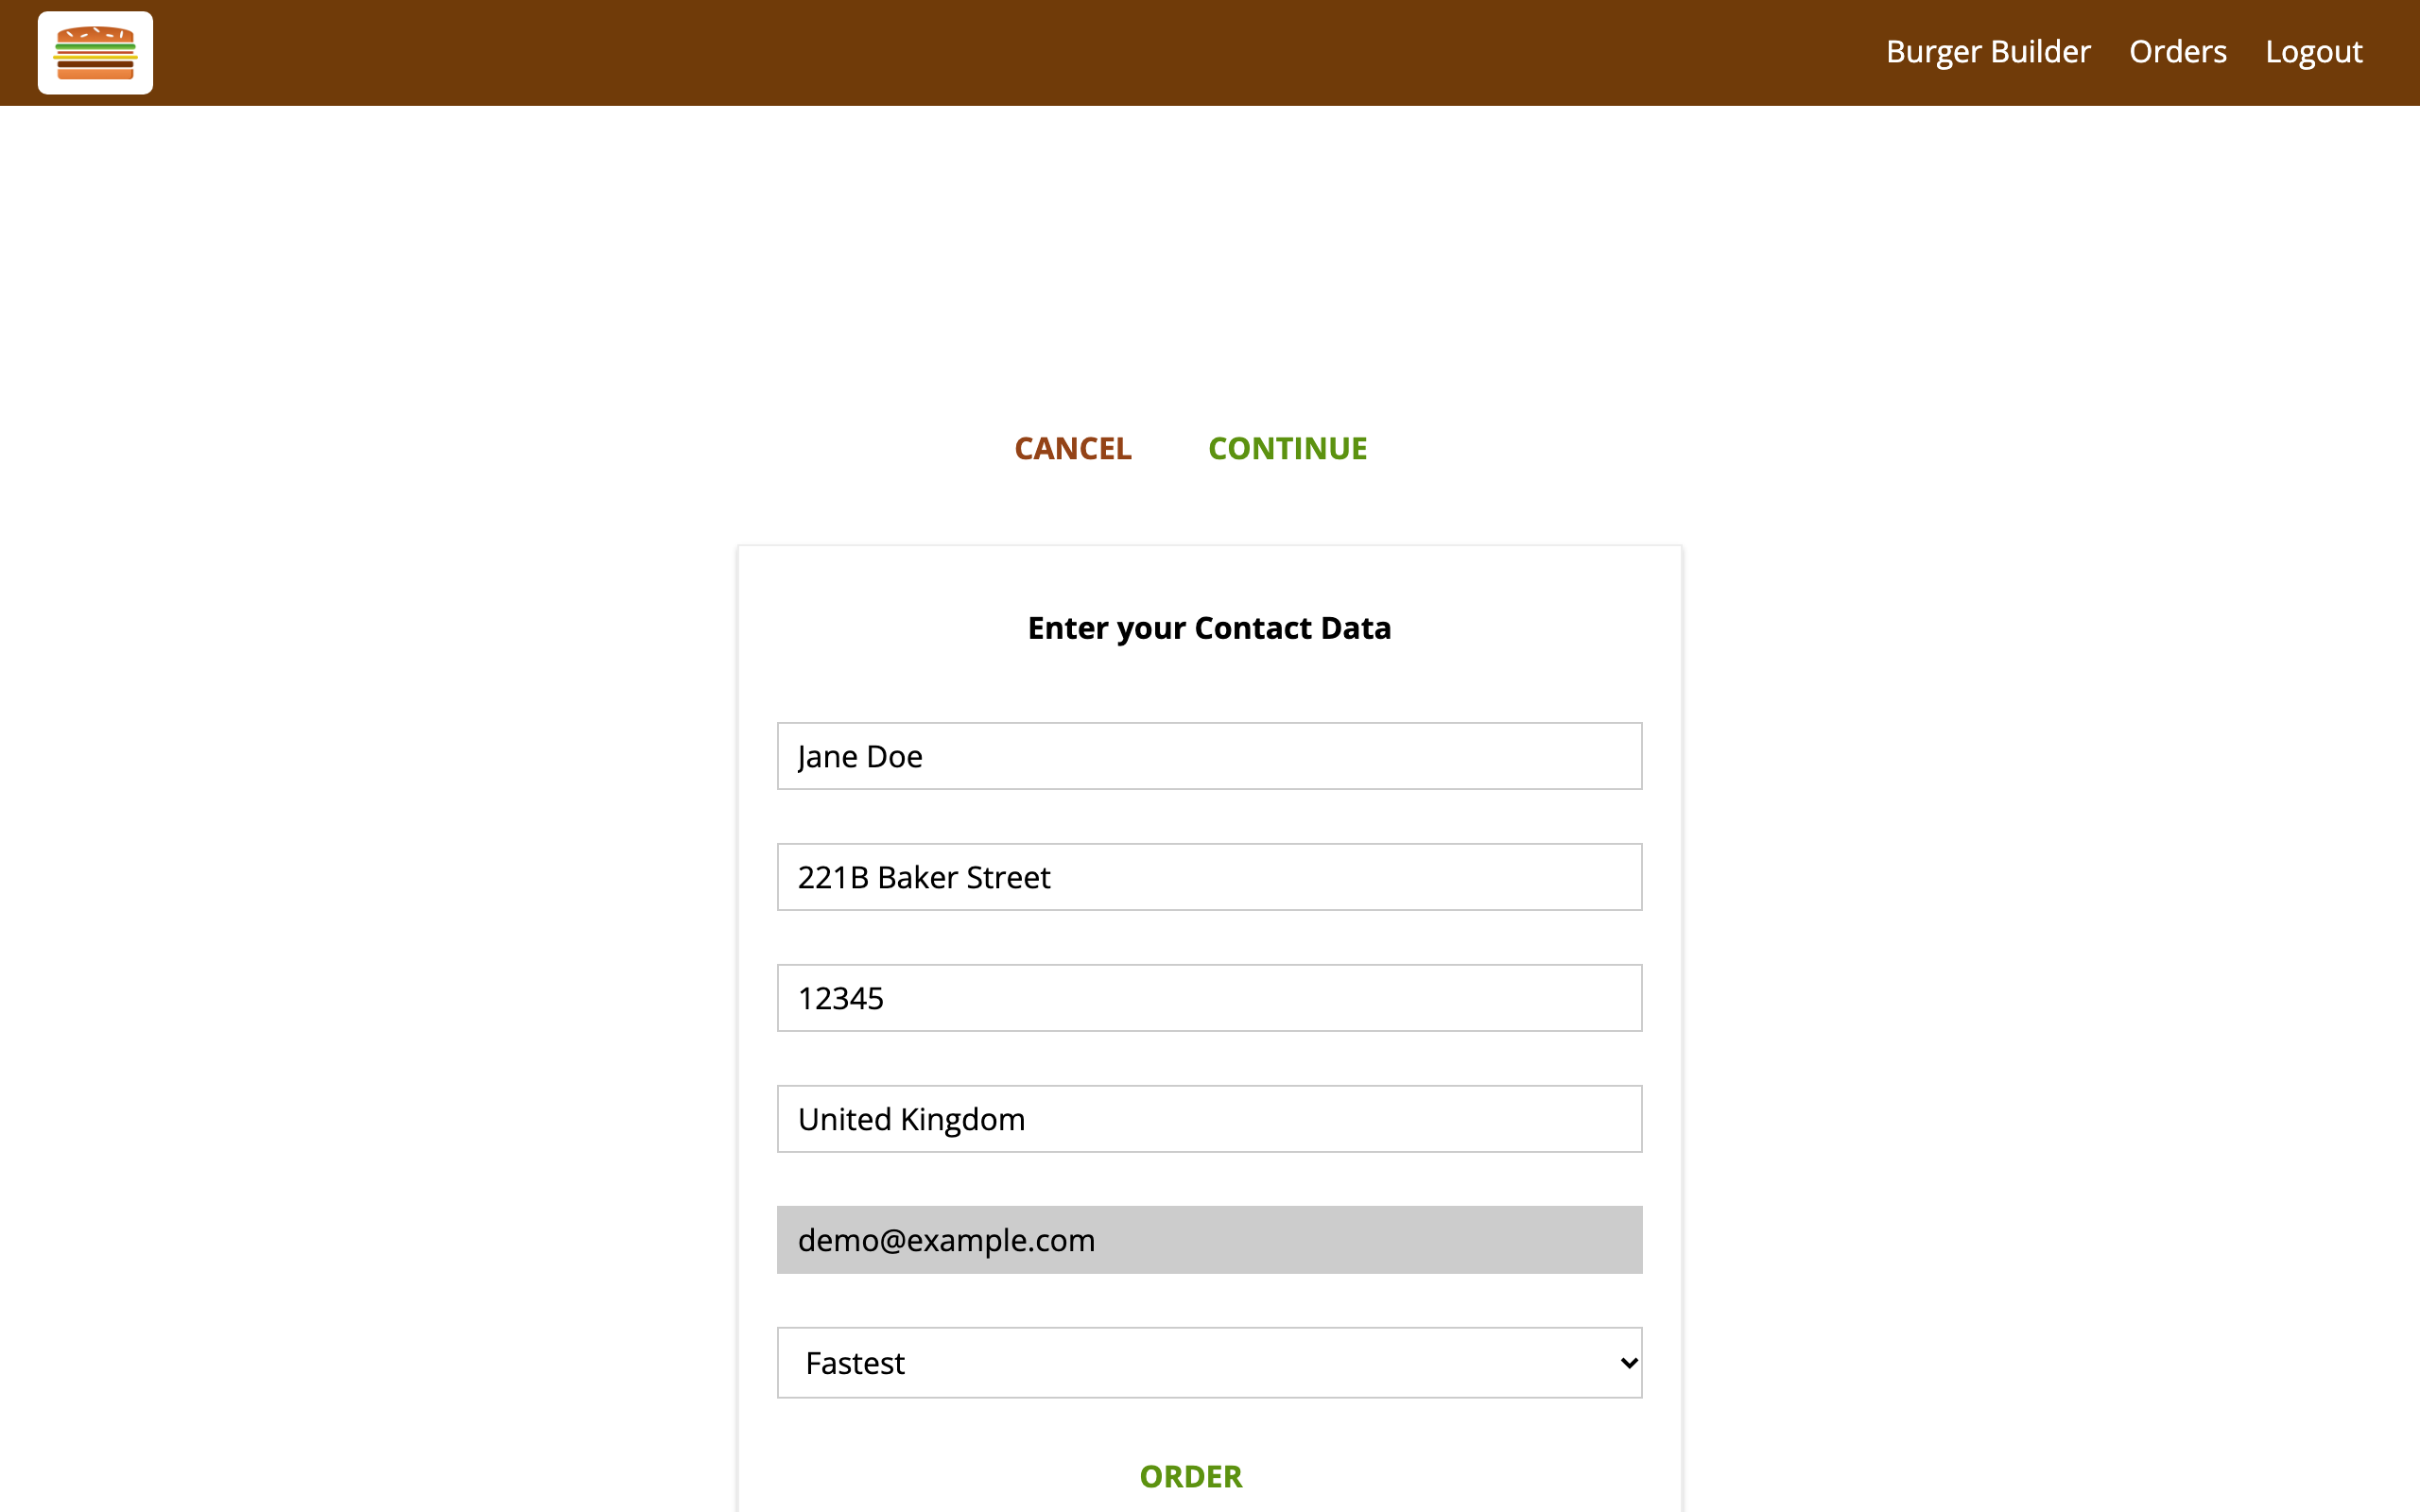 Burger Builder Orders Logout
CANCEL CONTINUE
Enter your Contact Data
Jane Doe
221B Baker Street
12345
United Kingdom
demo@example.com
Fastest
ORDER